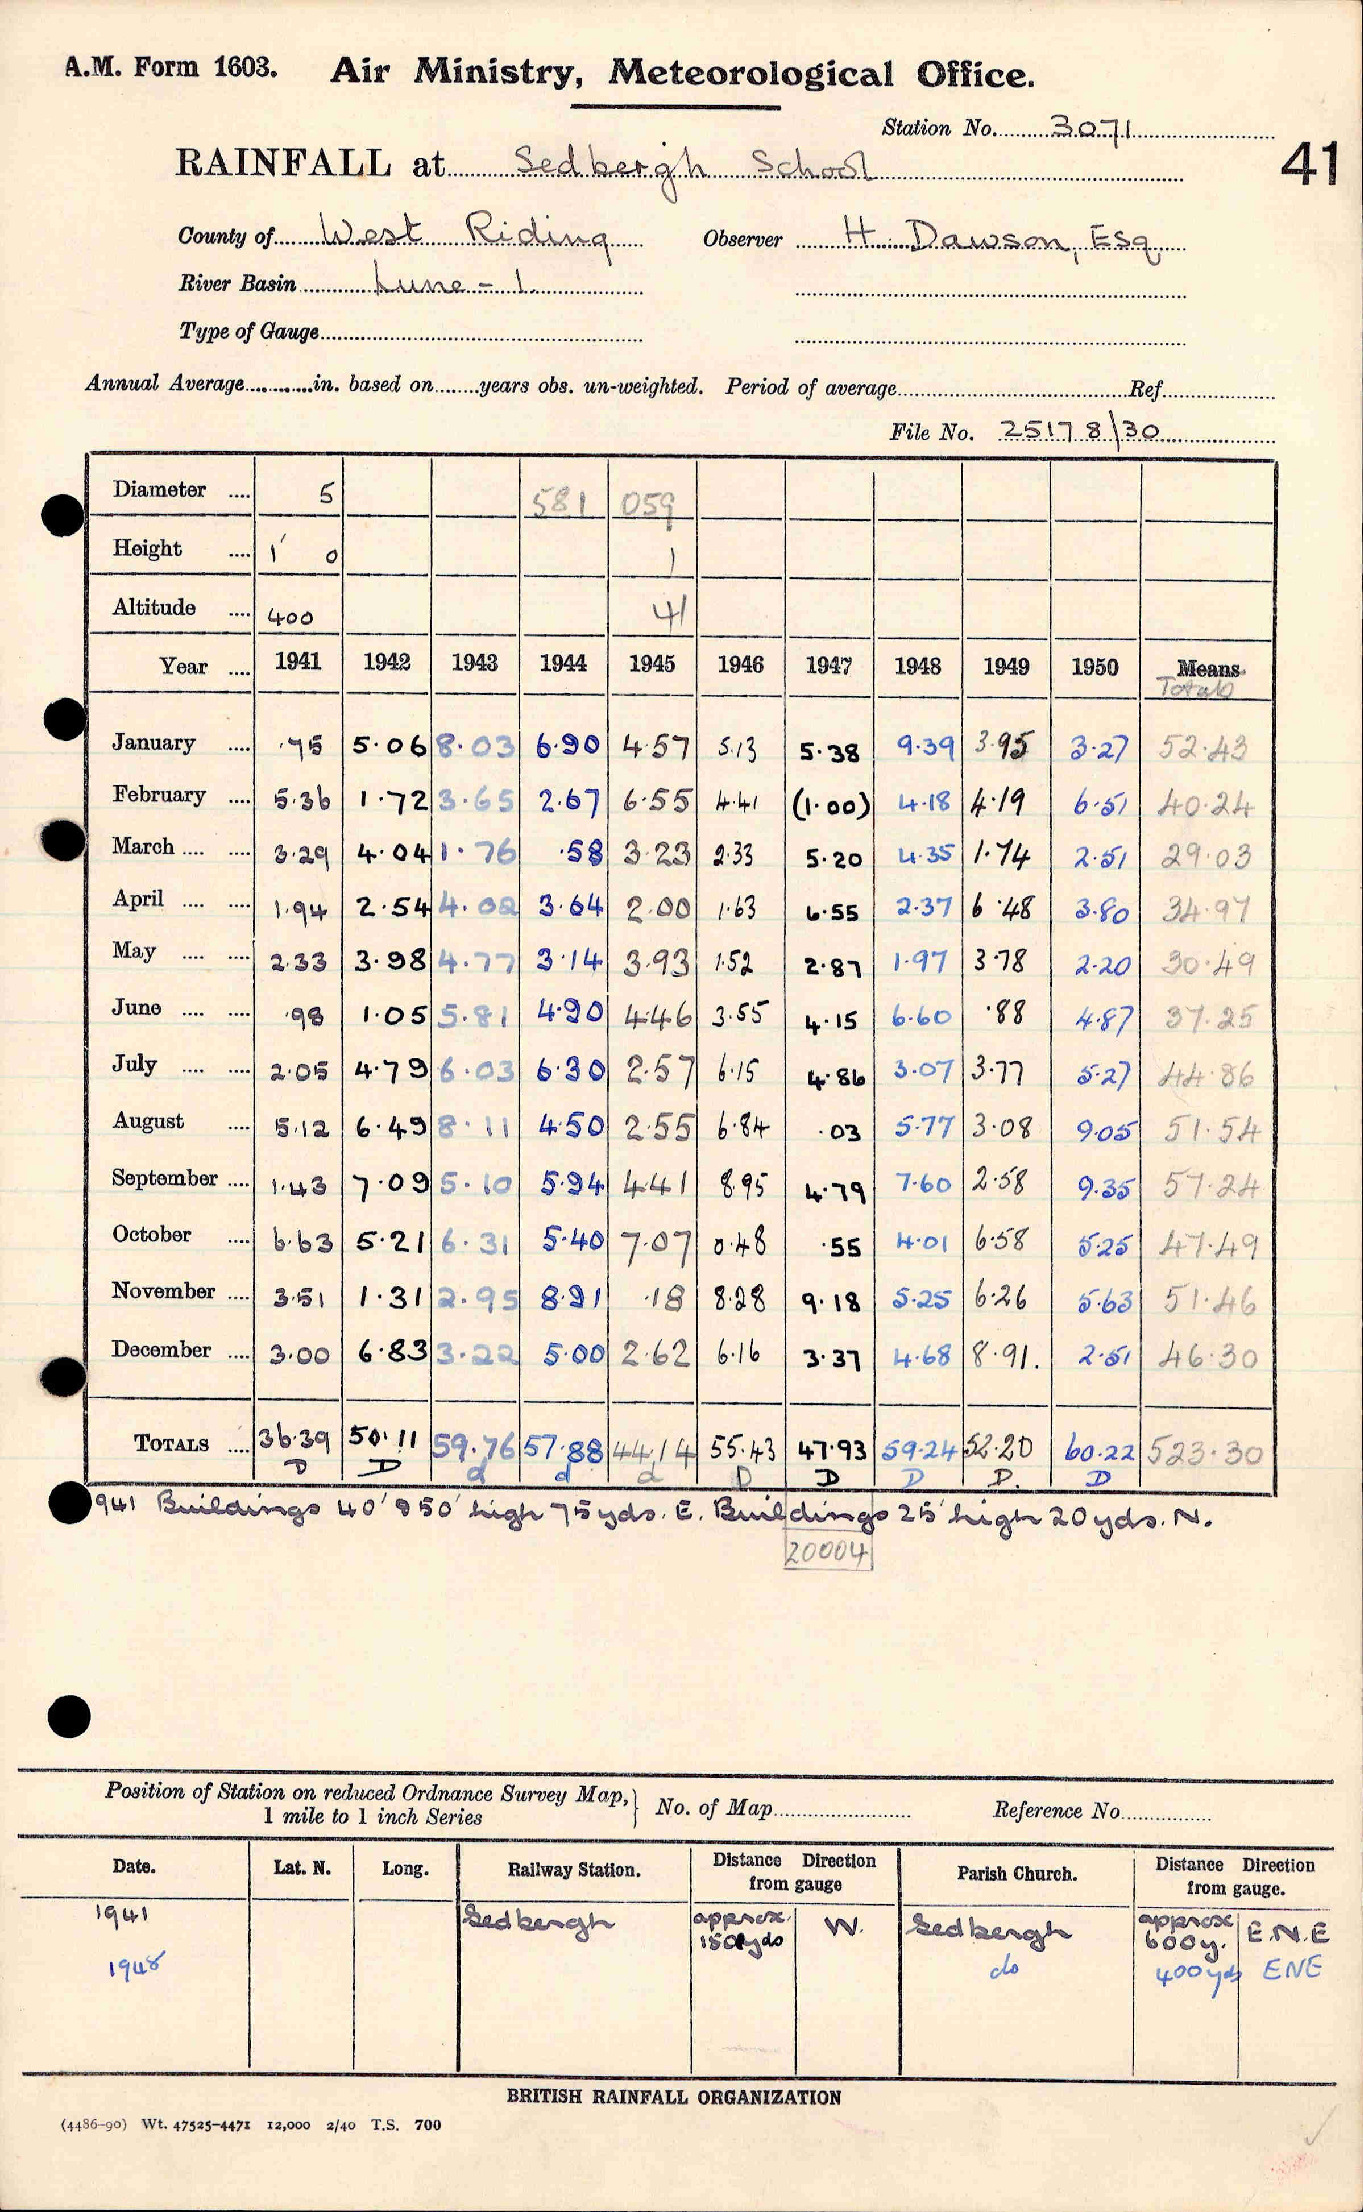 A.M. Form 1603. Air Ministry, Meteorological Office.
Station No. 3071
41
RAINFALL at Sedbergh School
County of West Riding Observer H. Dawson, Esq.
River Basin Lune - 1
Type of Gauge
Annual Average in. based on years obs. un-weighted. Period of average Ref.
File No. 25178/30
Diameter .... 5 581 059
Height .... 1' 0 1
Altitude .... 400 41
Year .... 1941 1942 1943 1944 1945 1946 1947 1948 1949 1950 Means
Totals
January .... .75 5.06 8.03 6.90 4.57 5.13 5.38 9.39 3.95 3.27 52.43
February .... 5.36 1.72 3.65 2.67 6.55 4.41 (1.00) 4.18 4.19 6.51 40.24
March .... .... 3.29 4.04 1.76 .58 3.23 2.33 5.20 4.35 1.74 2.51 29.03
April .... .... 1.94 2.54 4.02 3.64 2.00 1.63 6.55 2.37 6.48 3.80 34.97
May .... .... 2.33 3.98 4.77 3.14 3.93 1.52 2.87 1.97 3.78 2.20 30.49
June .... .... .98 1.05 5.81 4.90 4.46 3.55 4.15 6.60 .88 4.87 37.25
July .... .... 2.05 4.79 6.03 6.30 2.57 6.15 4.86 3.07 3.77 5.27 44.86
August .... 5.12 6.49 8.11 4.50 2.55 6.84 .03 5.77 3.08 9.05 51.54
September .... 1.43 7.09 5.10 5.94 4.41 8.95 4.79 7.60 2.58 9.35 57.24
October .... 6.63 5.21 6.31 5.40 7.07 0.48 .55 4.01 6.58 5.25 47.49
November .... 3.51 1.31 2.95 8.91 .18 8.28 9.18 5.25 6.26 5.63 51.46
December .... 3.00 6.83 3.22 5.00 2.62 6.16 3.37 4.68 8.91. 2.51 46.30
TOTALS .... 36.39 50.11 59.76 57.88 44.14 55.43 47.93 59.24 52.20 60.22 523.30
D D d d d D D D D. D
1941 Buildings 40' & 50' high 75yds. E. Buildings 25' high 20yds. N.
20004
Position of Station on reduced Ordnance Survey Map,} No. of Map Reference No.
1 mile to 1 inch Series
Date. Lat. N. Long. Railway Station. Distance Direction from gauge Parish Church. Distance Direction from gauge.
1941 Sedbergh approx. yds W. Sedbergh approx 600y. E.N.E
1948 do 400yds ENE
BRITISH RAINFALL ORGANIZATION
(4486-90) Wt. 47525-4471 12,000 2/40 T.S. 700